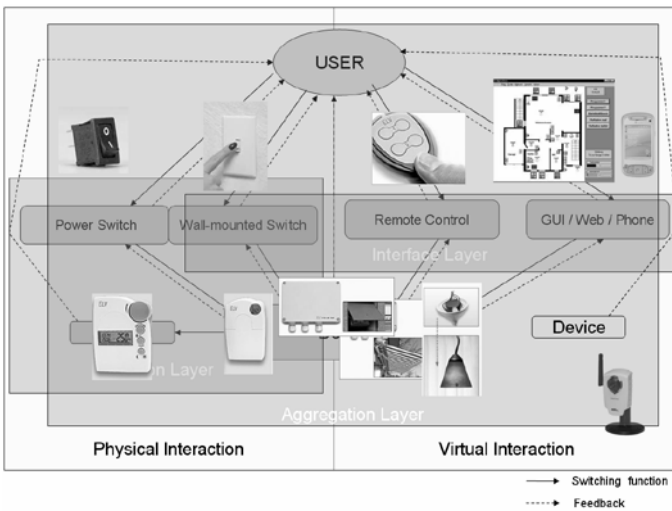 USER
Power Switch
Wall-mounted Switch
Remote Control
GUI / Web / Phone
Interface Layer
Device
n Layer
Aggregation Layer
Physical Interaction
Virtual Interaction
Switching function
Feedback